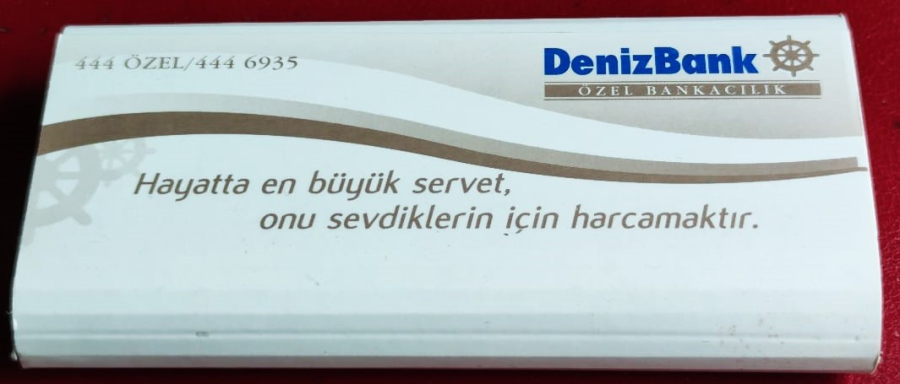 444 ÖZEL/444 6935
DenizBank
ÖZEL BANKACILIK
Hayatta en büyük servet,
onu sevdiklerin için harcamaktır.